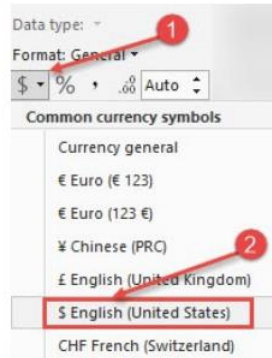 Data type:
1
Format: General
$ % , .00 Auto
Common currency symbols
Currency general
€ Euro (€ 123)
€ Euro (123 €)
¥ Chinese (PRC)
2
£ English (United Kingdom)
$ English (United States)
CHF French (Switzerland)